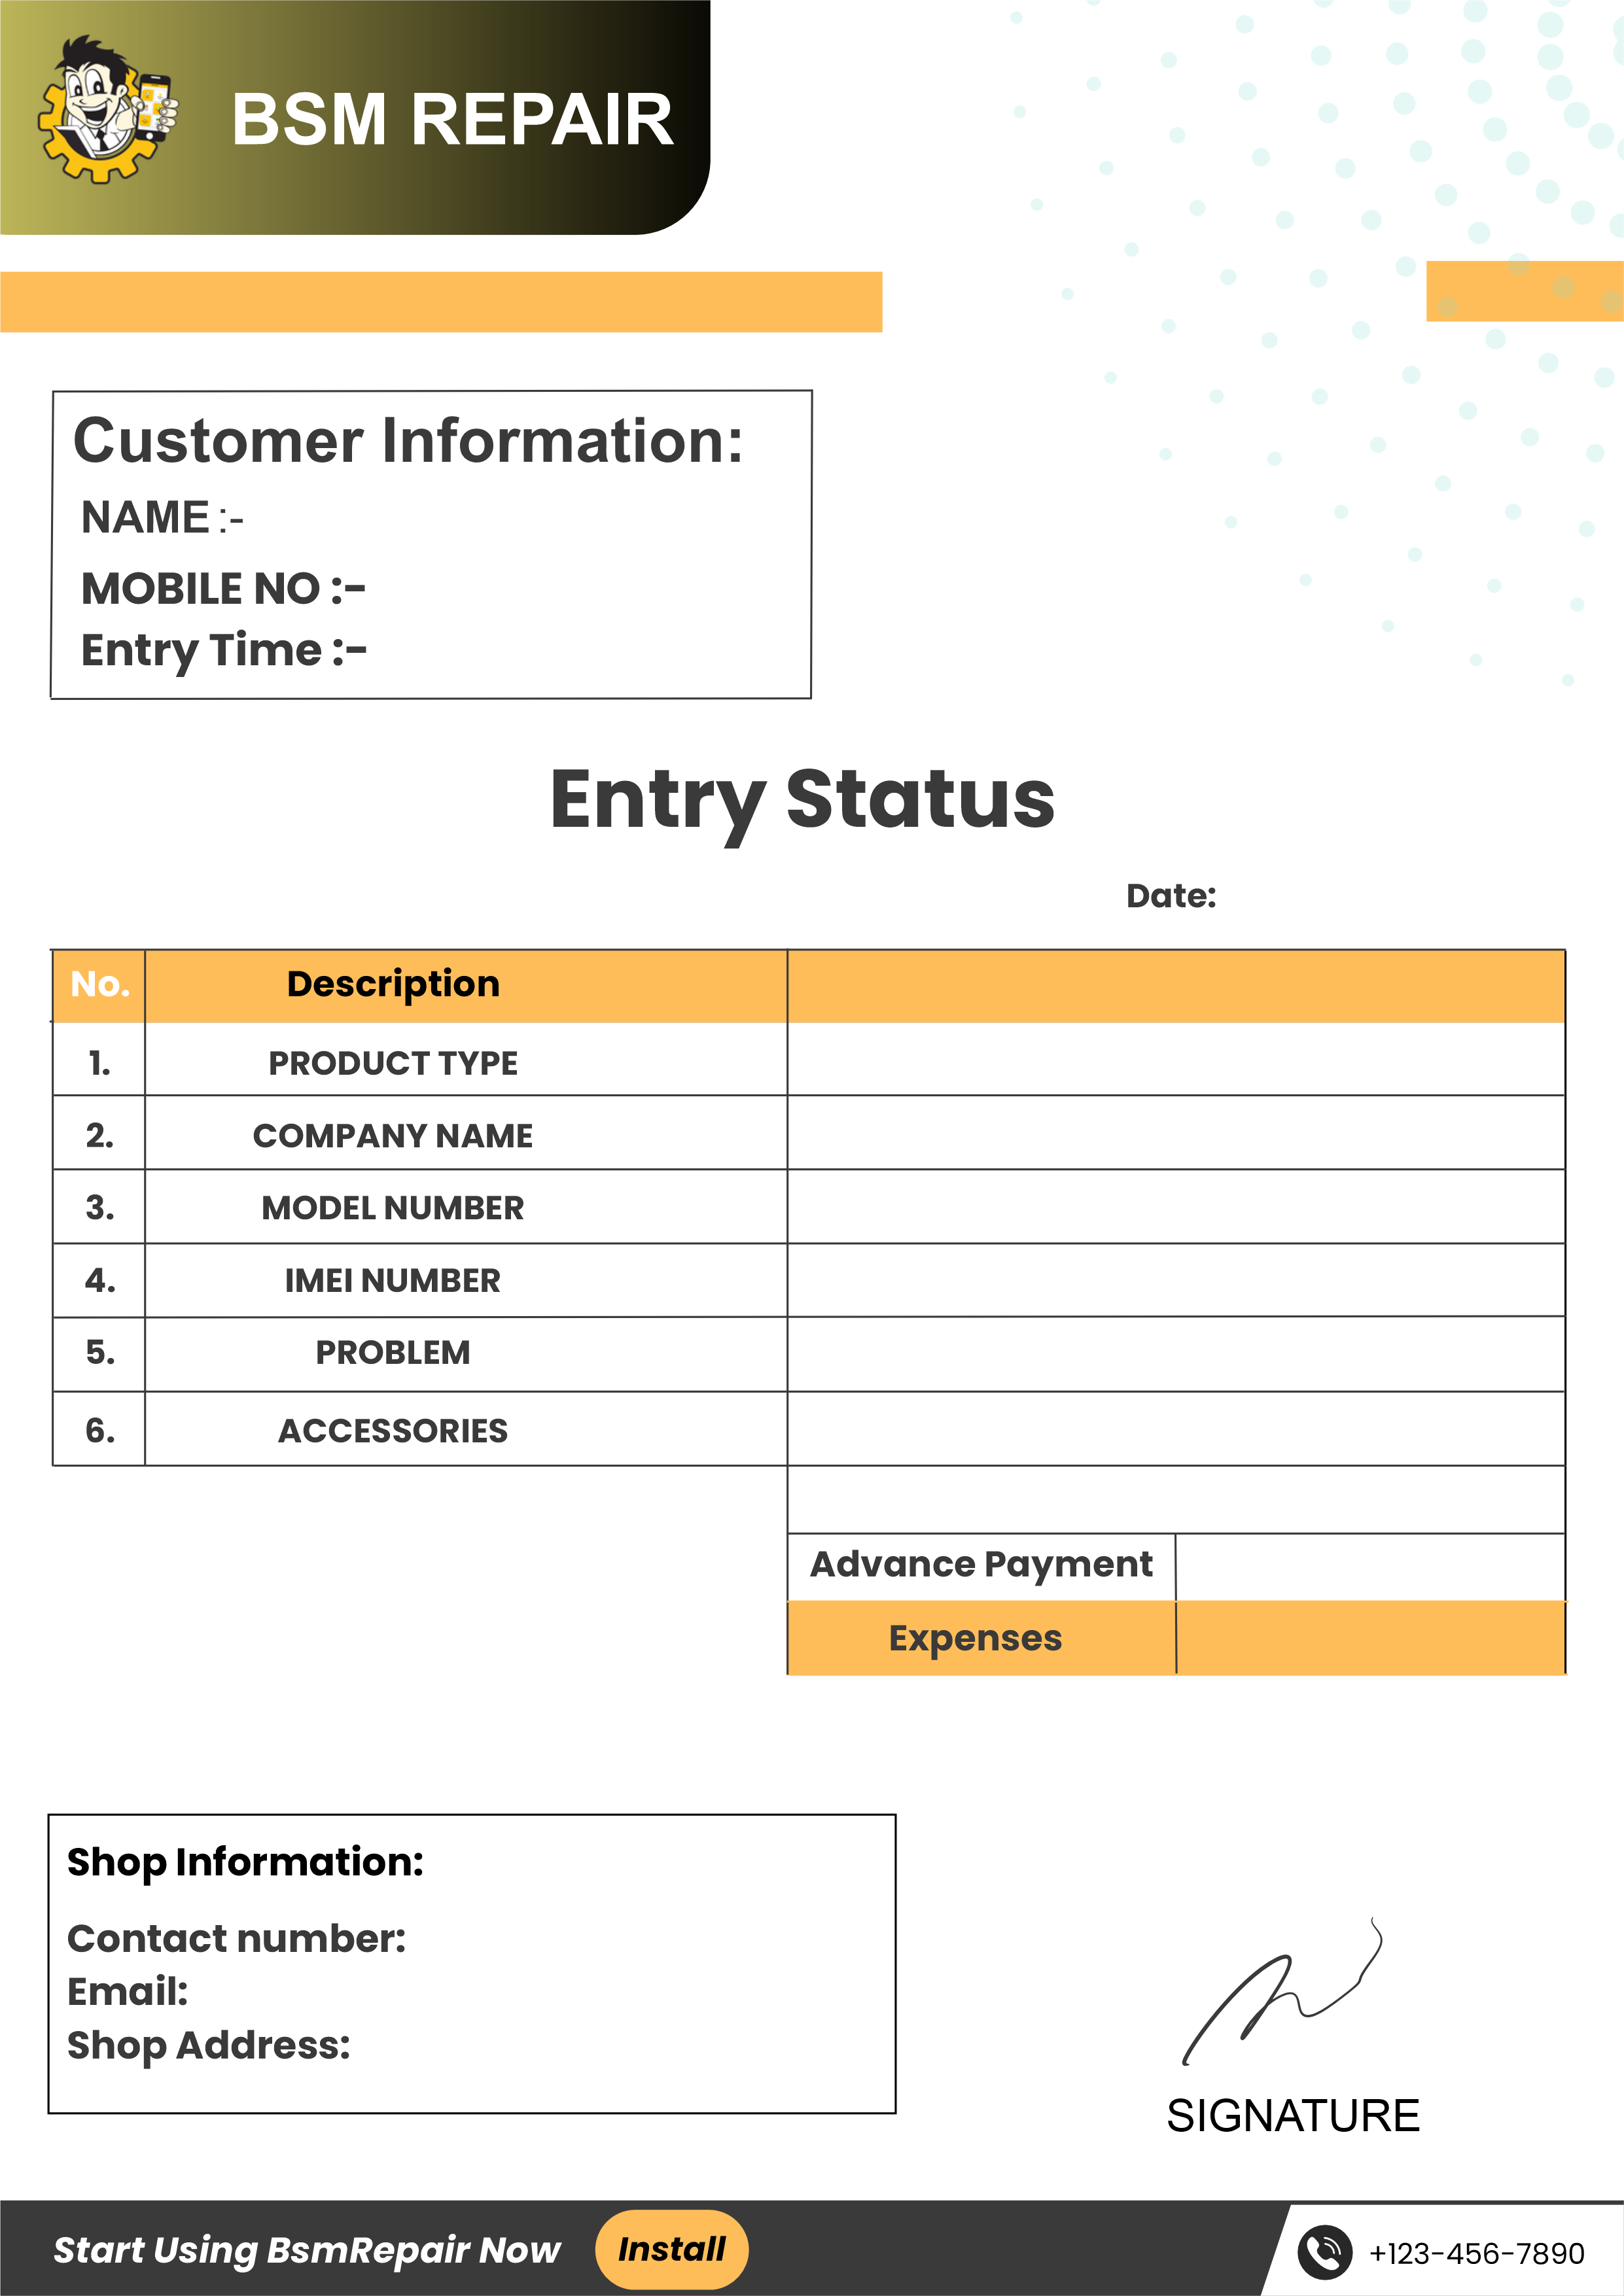 BSM REPAIR
Customer Information:
NAME :-
MOBILE NO :-
Entry Time :-
Entry Status
Date:
No. Description
1. PRODUCT TYPE
2. COMPANY NAME
3. MODEL NUMBER
4. IMEI NUMBER
5. PROBLEM
6. ACCESSORIES
Advance Payment
Expenses
Shop Information:
Contact number:
Email:
Shop Address:
SIGNATURE
Start Using BsmRepair Now Install +123-456-7890